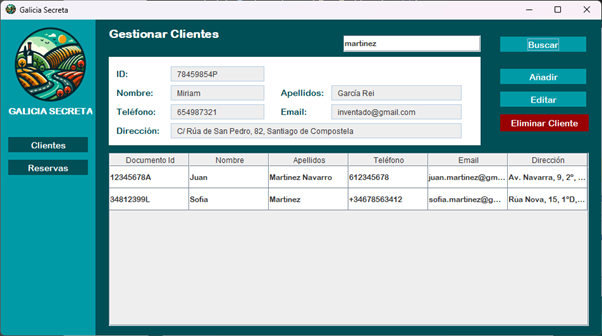 Galicia Secreta
Gestionar Clientes
martinez
Buscar
GALICIA SECRETA
Clientes
Reservas
ID: 78459854P
Nombre: Miriam Apellidos: García Rei
Teléfono: 654987321 Email: inventado@gmail.com
Dirección: C/ Rúa de San Pedro, 82, Santiago de Compostela
Añadir
Editar
Eliminar Cliente
Documento Id Nombre Apellidos Teléfono Email Dirección
12345678A Juan Martinez Navarro 612345678 juan.martinez@gm... Av. Navarra, 9, 2º, ...
34812399L Sofia Martinez +34678563412 sofia.martinez@g... Rúa Nova, 15, 1ºD,...